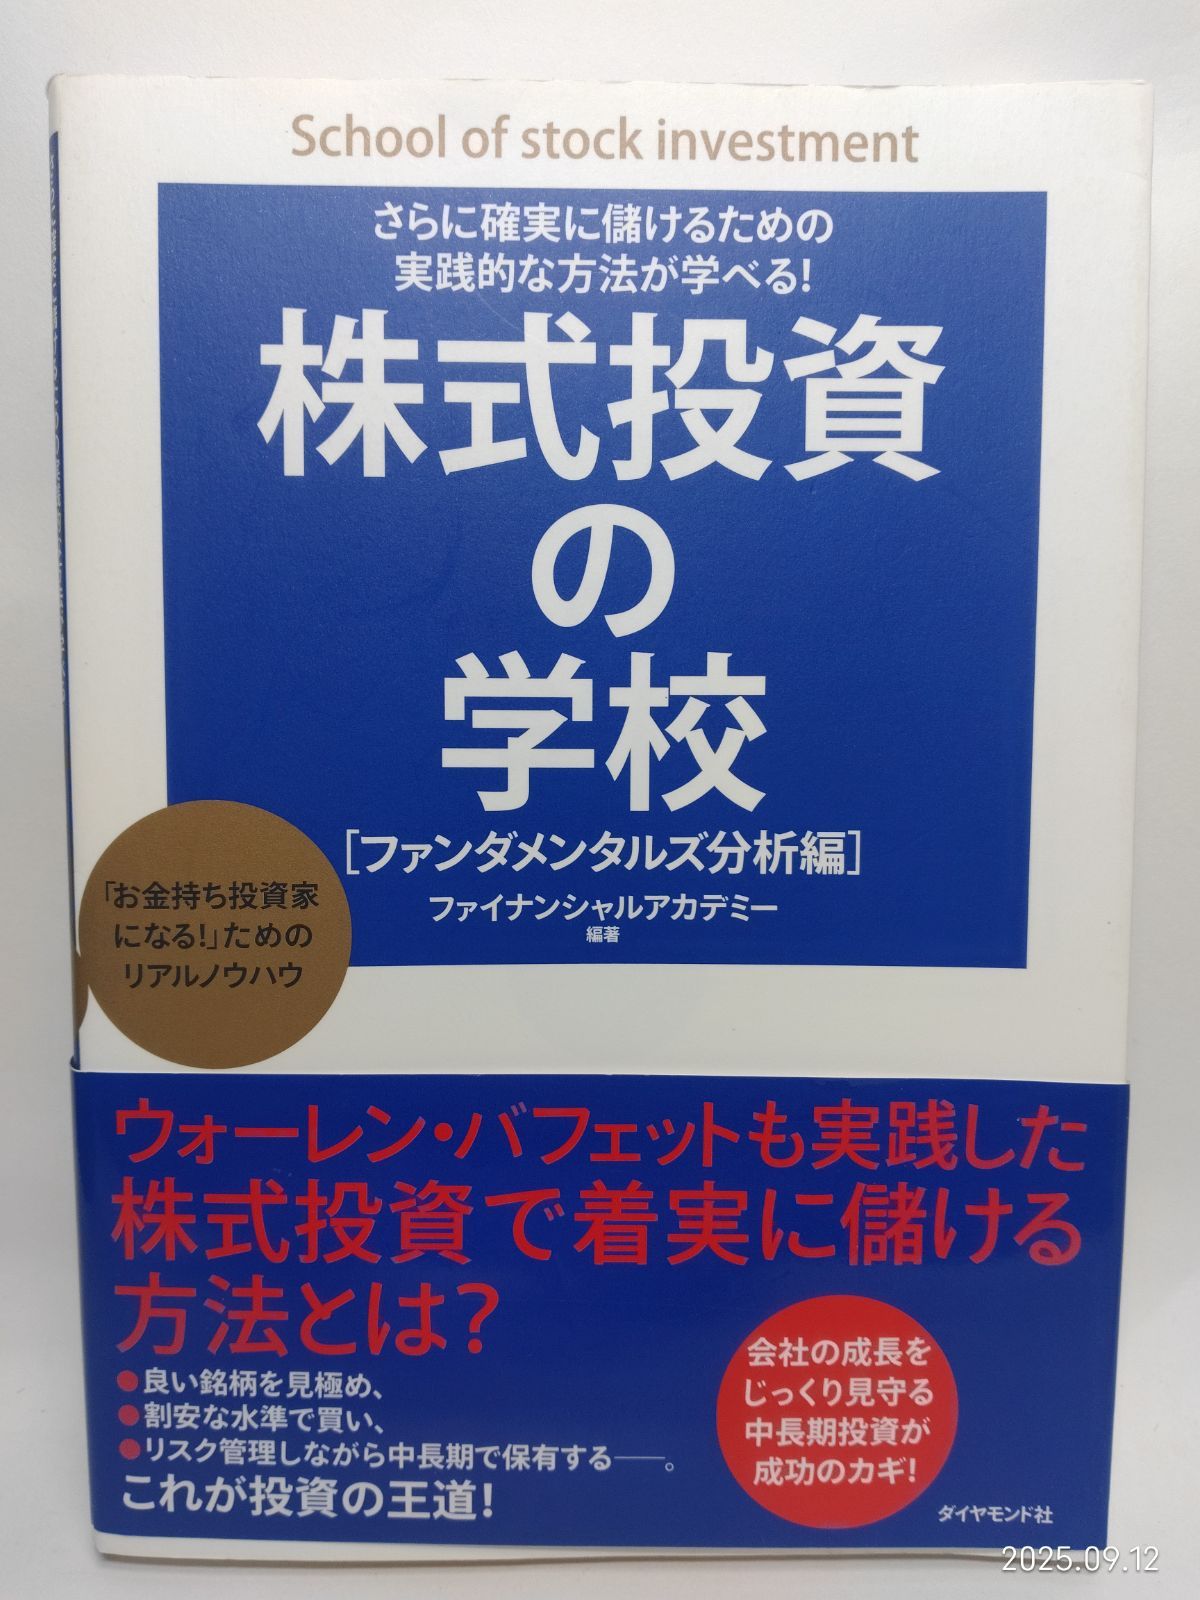 School of stock investment
さらに確実に儲けるための
実践的な方法が学べる!
株式投資
の
学校
［ファンダメンタルズ分析編］
ファイナンシャルアカデミー
編著
「お金持ち投資家
になる!」ための
リアルノウハウ
ウォーレン・バフェットも実践した
株式投資で着実に儲ける
方法とは?
●良い銘柄を見極め、
●割安な水準で買い、
●リスク管理しながら中長期で保有する――。
これが投資の王道!
会社の成長を
じっくり見守る
中長期投資が
成功のカギ!
ダイヤモンド社
2025.09.12